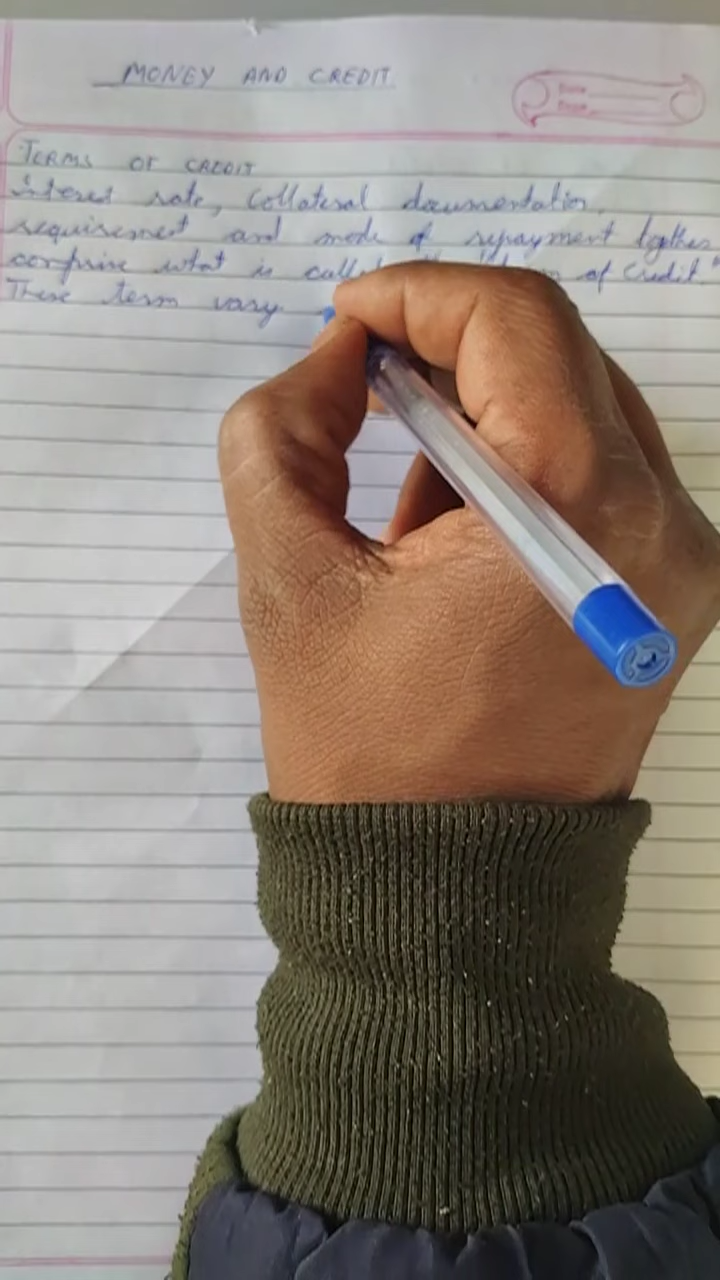 MONEY AND CREDIT
TERMS OF CREDIT
interest rate, Collateral documentation,
requirement and mode of repayment together
comprise what is of Credit."
These term vary